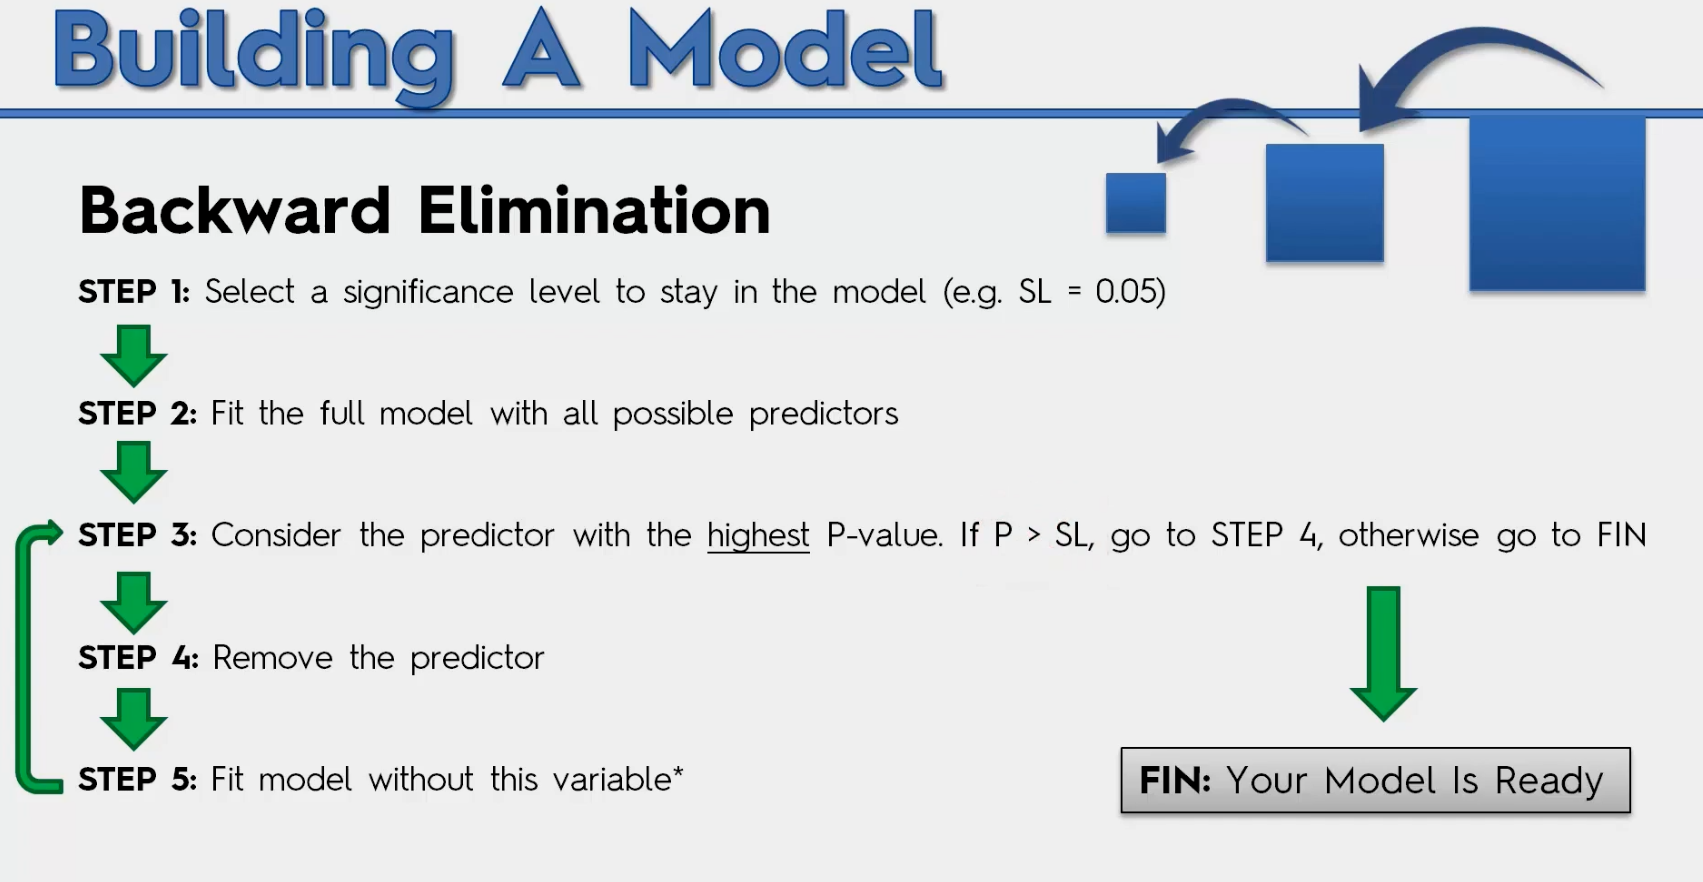 Building A Model
Backward Elimination
STEP 1: Select a significance level to stay in the model (e.g. SL = 0.05)
STEP 2: Fit the full model with all possible predictors
STEP 3: Consider the predictor with the highest P-value. If P > SL, go to STEP 4, otherwise go to FIN
STEP 4: Remove the predictor
STEP 5: Fit model without this variable*
FIN: Your Model Is Ready